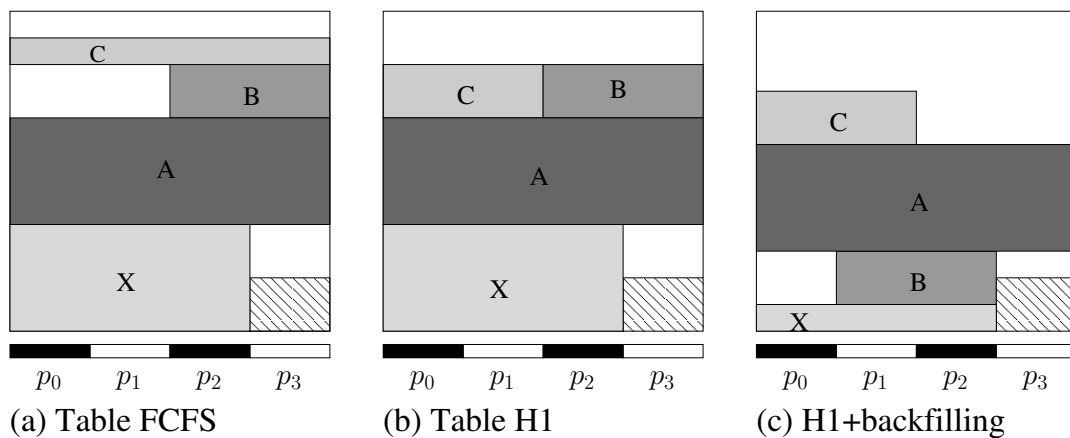 C
B
A
X
p0 p1 p2 p3
(a) Table FCFS
C
B
A
X
p0 p1 p2 p3
(b) Table H1
C
A
B
X
p0 p1 p2 p3
(c) H1+backfilling